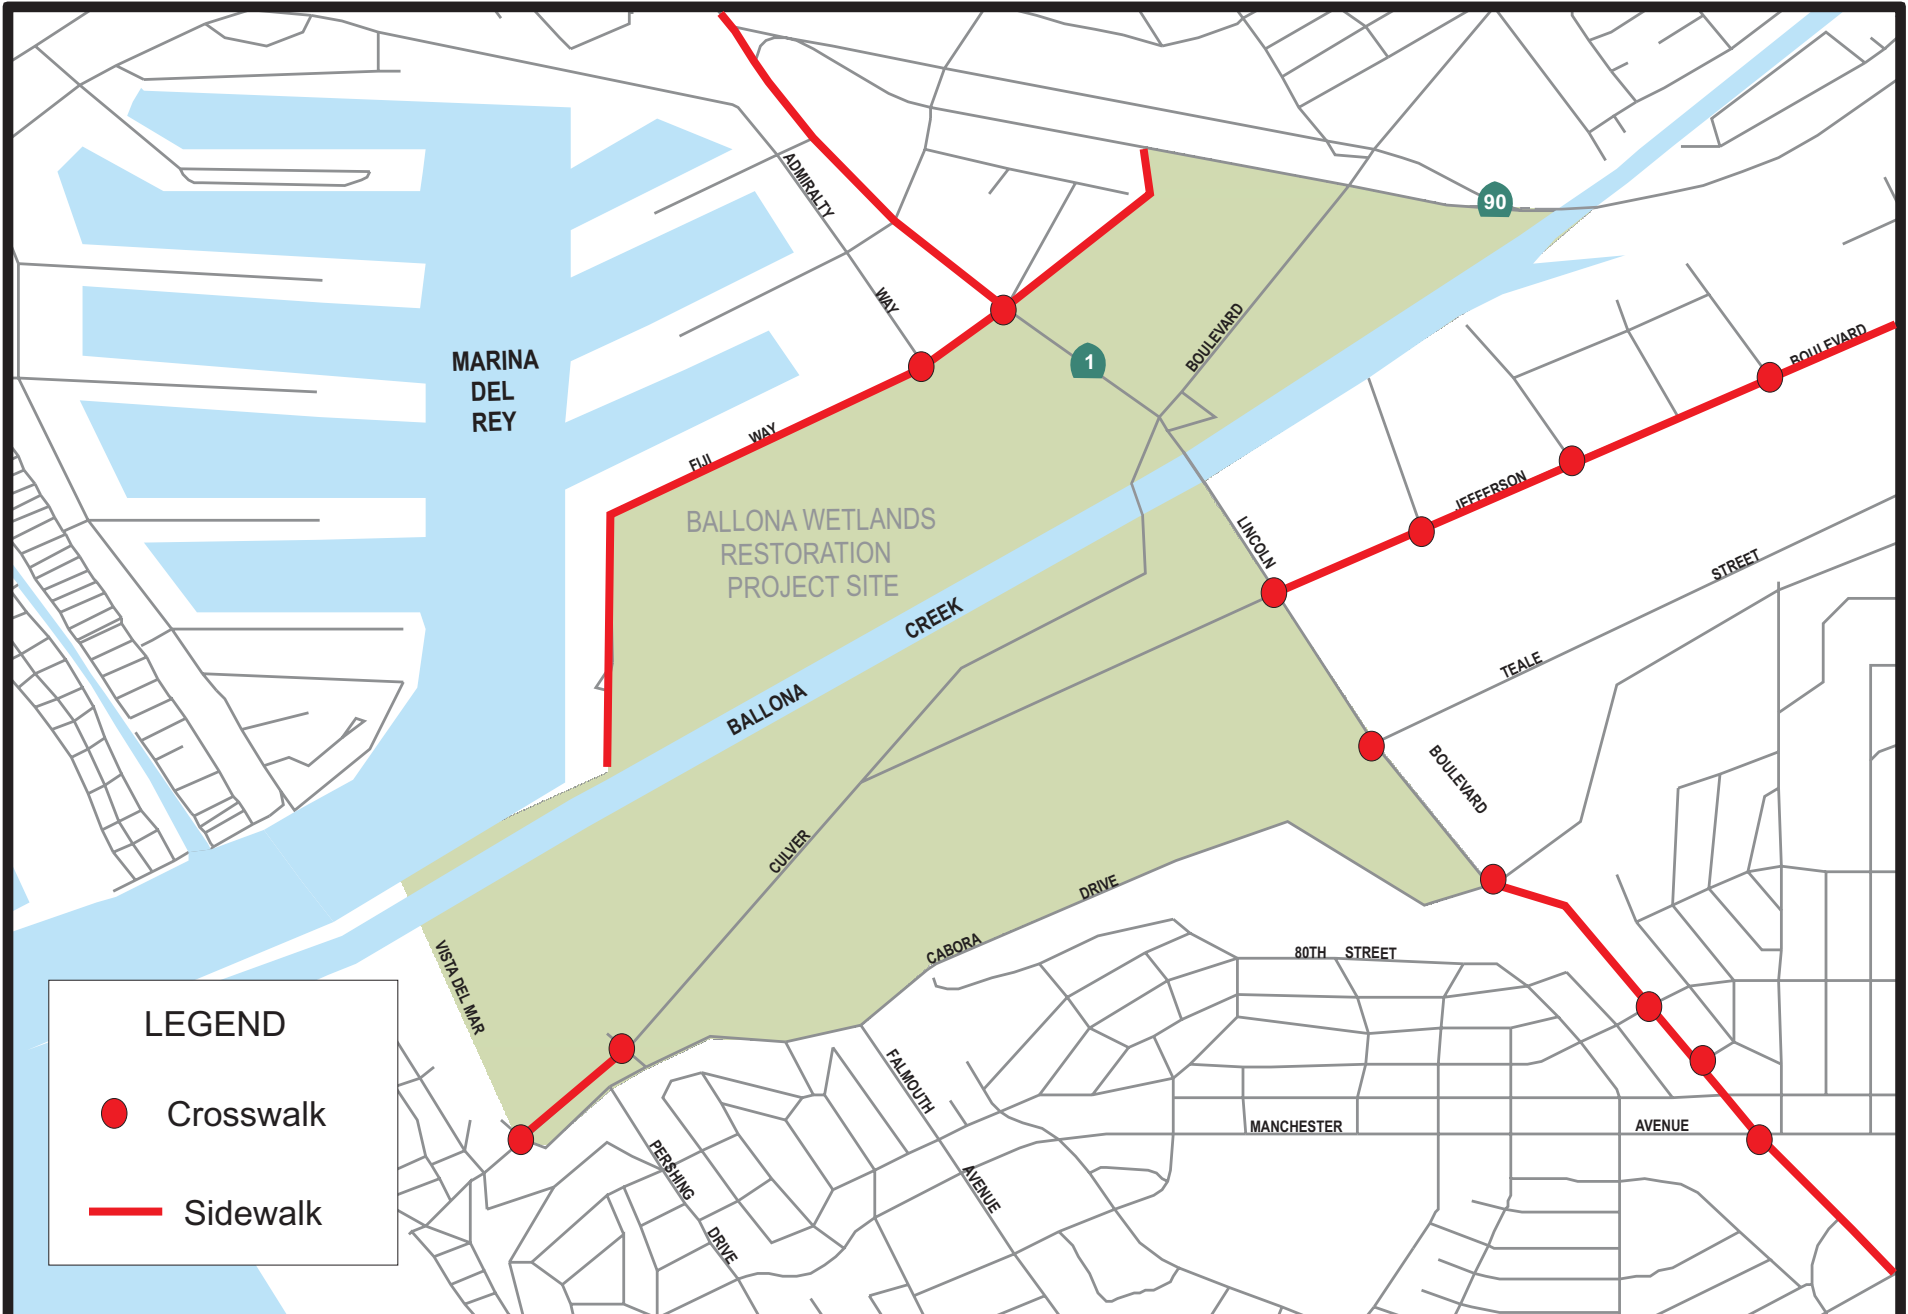 ADMIRALTY
WAY
90
BOULEVARD
1
BOULEVARD
MARINA
DEL
REY
FIJI
WAY
BALLONA WETLANDS
RESTORATION
PROJECT SITE
JEFFERSON
LINCOLN
STREET
TEALE
CREEK
BALLONA
BOULEVARD
CULVER
DRIVE
CABORA
80TH STREET
VISTA DEL MAR
FALMOUTH
AVENUE
MANCHESTER
AVENUE
PERSHING
DRIVE
LEGEND
Crosswalk
Sidewalk